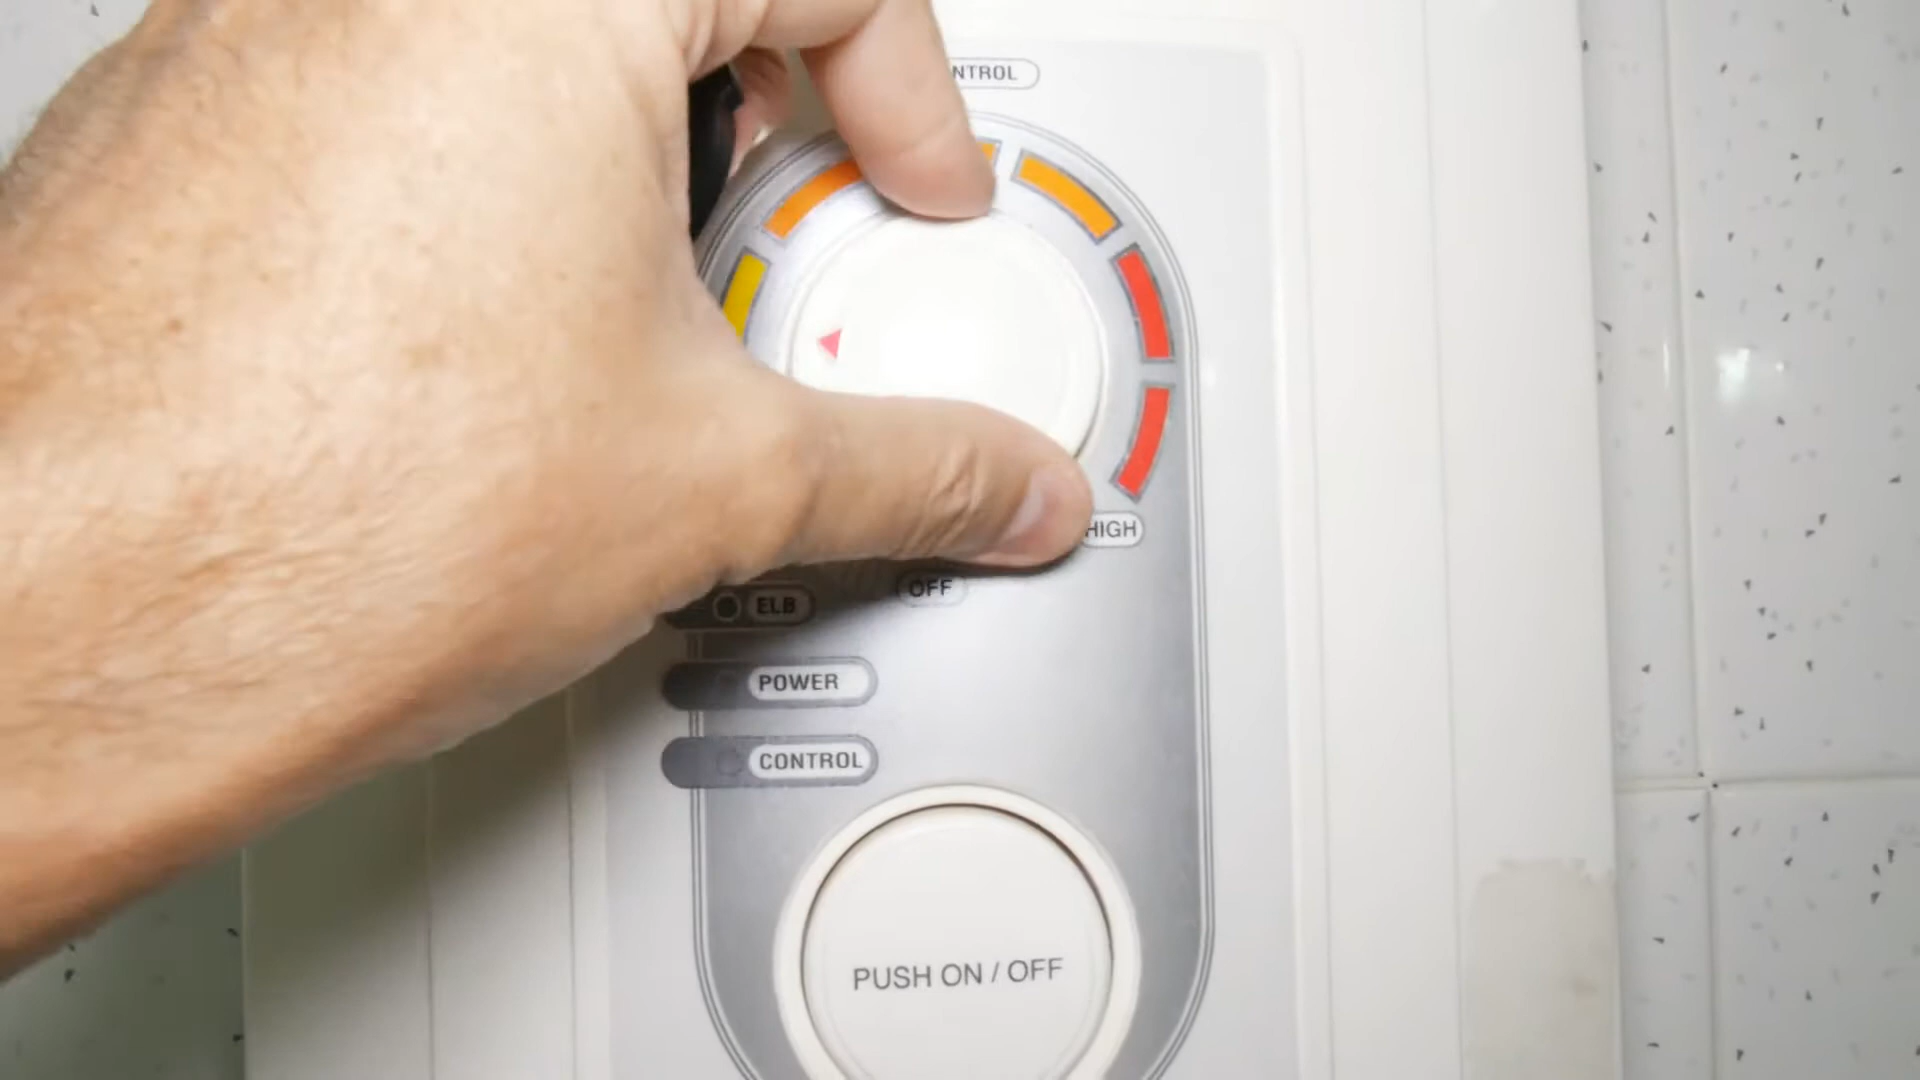 NTROL
HIGH
OFF
ELB
POWER
CONTROL
PUSH ON / OFF